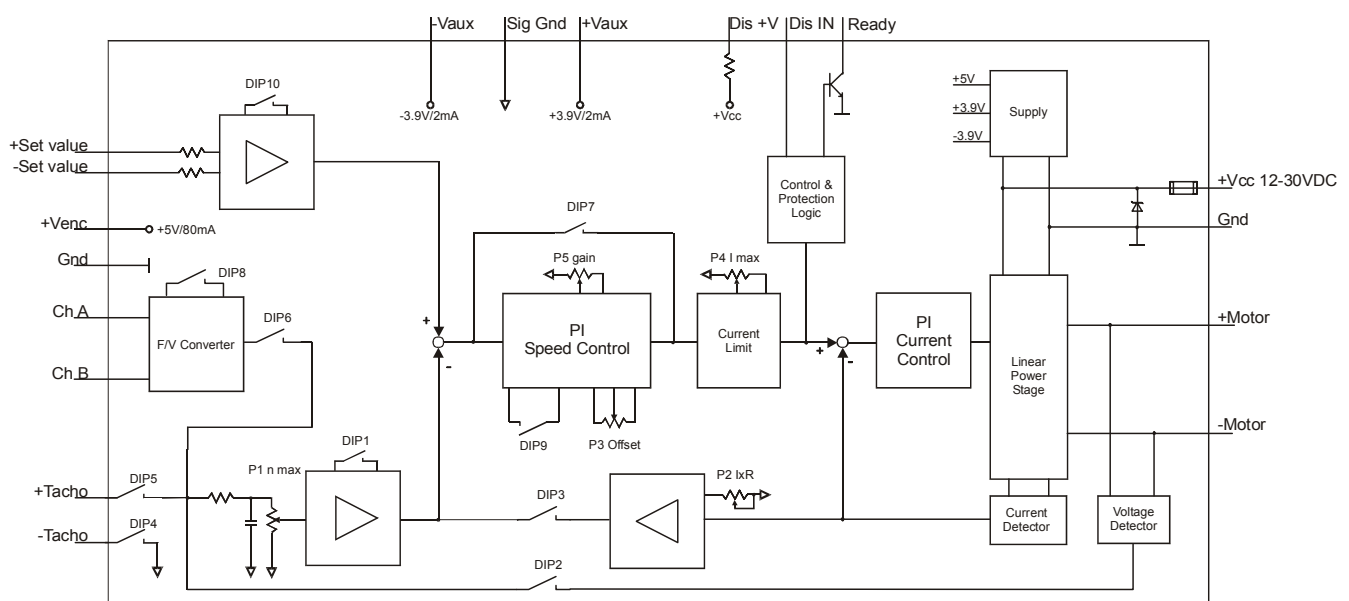 -Vaux
Sig Gnd
+Vaux
Dis +V
Dis IN
Ready
DIP10
-3.9V/2mA
+3.9V/2mA
+Vcc
+5V
+3.9V
-3.9V
Supply
+Set value
-Set value
Control &
Protection
Logic
+Vcc 12-30VDC
Gnd
+Venc
+5V/80mA
DIP7
Gnd
DIP8
P5 gain
P4 I max
Ch A
F/V Converter
DIP6
+
-
PI
Speed Control
Current
Limit
+
-
PI
Current
Control
Linear
Power
Stage
+Motor
Ch B
DIP9
P3 Offset
-Motor
DIP1
P1 n max
+Tacho
DIP5
DIP3
P2 IxR
-Tacho
DIP4
Current
Detector
Voltage
Detector
DIP2